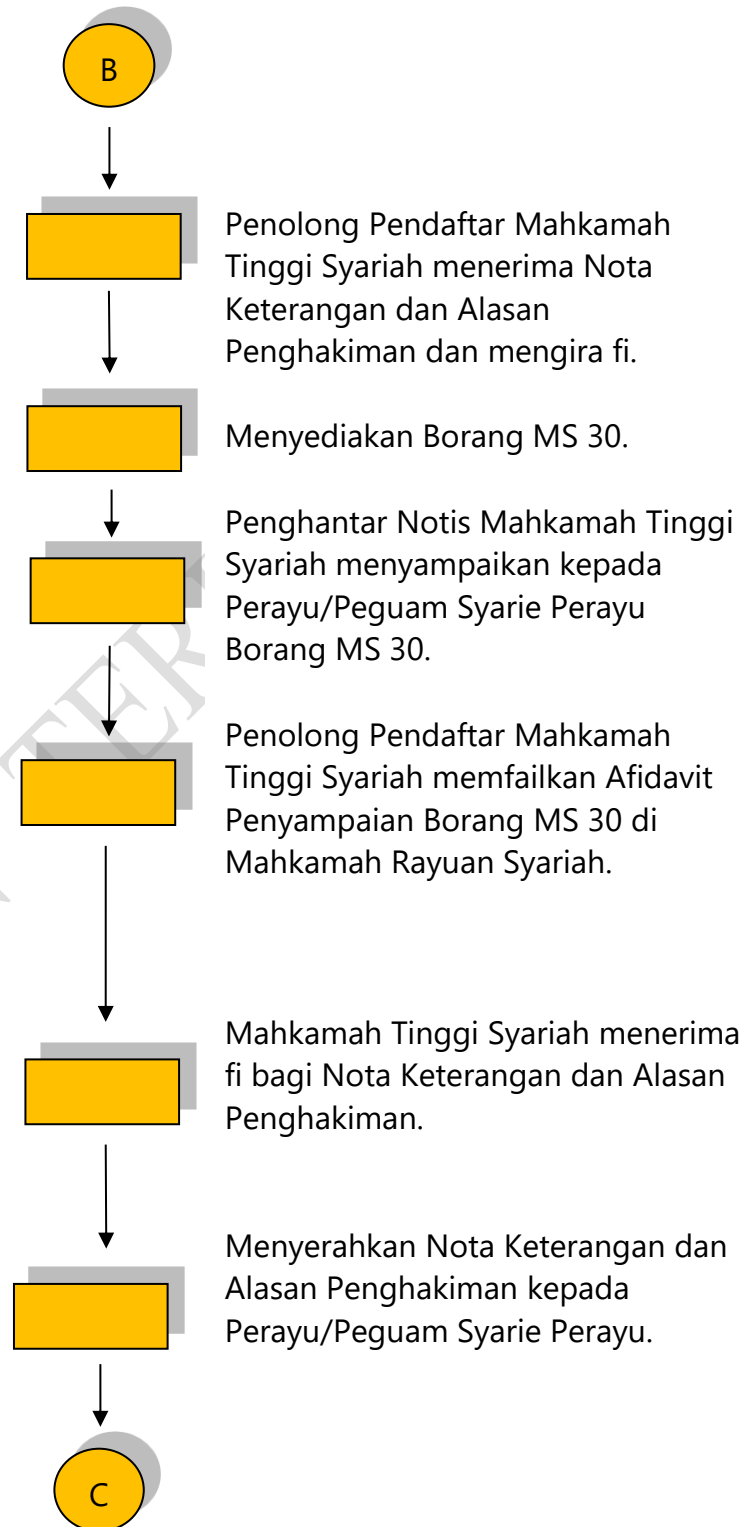 B
Penolong Pendaftar Mahkamah
Tinggi Syariah menerima Nota
Keterangan dan Alasan
Penghakiman dan mengira fi.
Menyediakan Borang MS 30.
Penghantar Notis Mahkamah Tinggi
Syariah menyampaikan kepada
Perayu/Peguam Syarie Perayu
Borang MS 30.
Penolong Pendaftar Mahkamah
Tinggi Syariah memfailkan Afidavit
Penyampaian Borang MS 30 di
Mahkamah Rayuan Syariah.
Mahkamah Tinggi Syariah menerima
fi bagi Nota Keterangan dan Alasan
Penghakiman.
Menyerahkan Nota Keterangan dan
Alasan Penghakiman kepada
Perayu/Peguam Syarie Perayu.
C